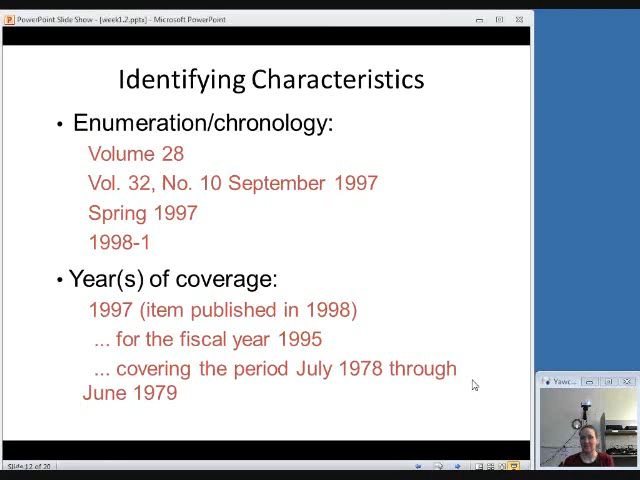 PowerPoint Slide Show - [week1.2.pptx] - Microsoft PowerPoint
Identifying Characteristics
• Enumeration/chronology:
Volume 28
Vol. 32, No. 10 September 1997
Spring 1997
1998-1
• Year(s) of coverage:
1997 (item published in 1998)
... for the fiscal year 1995
... covering the period July 1978 through
June 1979
Yawc...
Slide 12 of 20